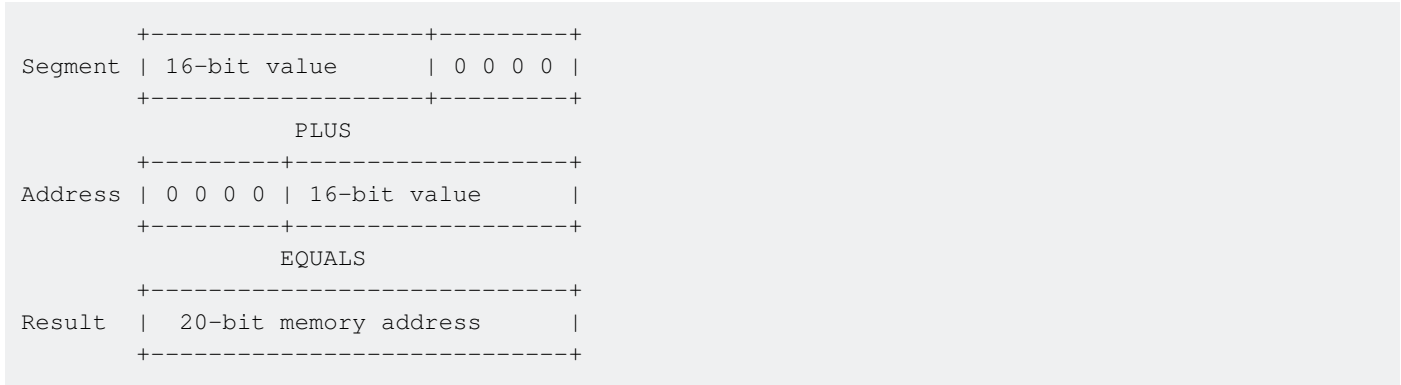 +-------------------+---------+
Segment | 16-bit value      | 0 0 0 0 |
        +-------------------+---------+
                   PLUS
        +---------+-------------------+
Address | 0 0 0 0 | 16-bit value      |
        +---------+-------------------+
                  EQUALS
        +-----------------------------+
Result  |  20-bit memory address      |
        +-----------------------------+